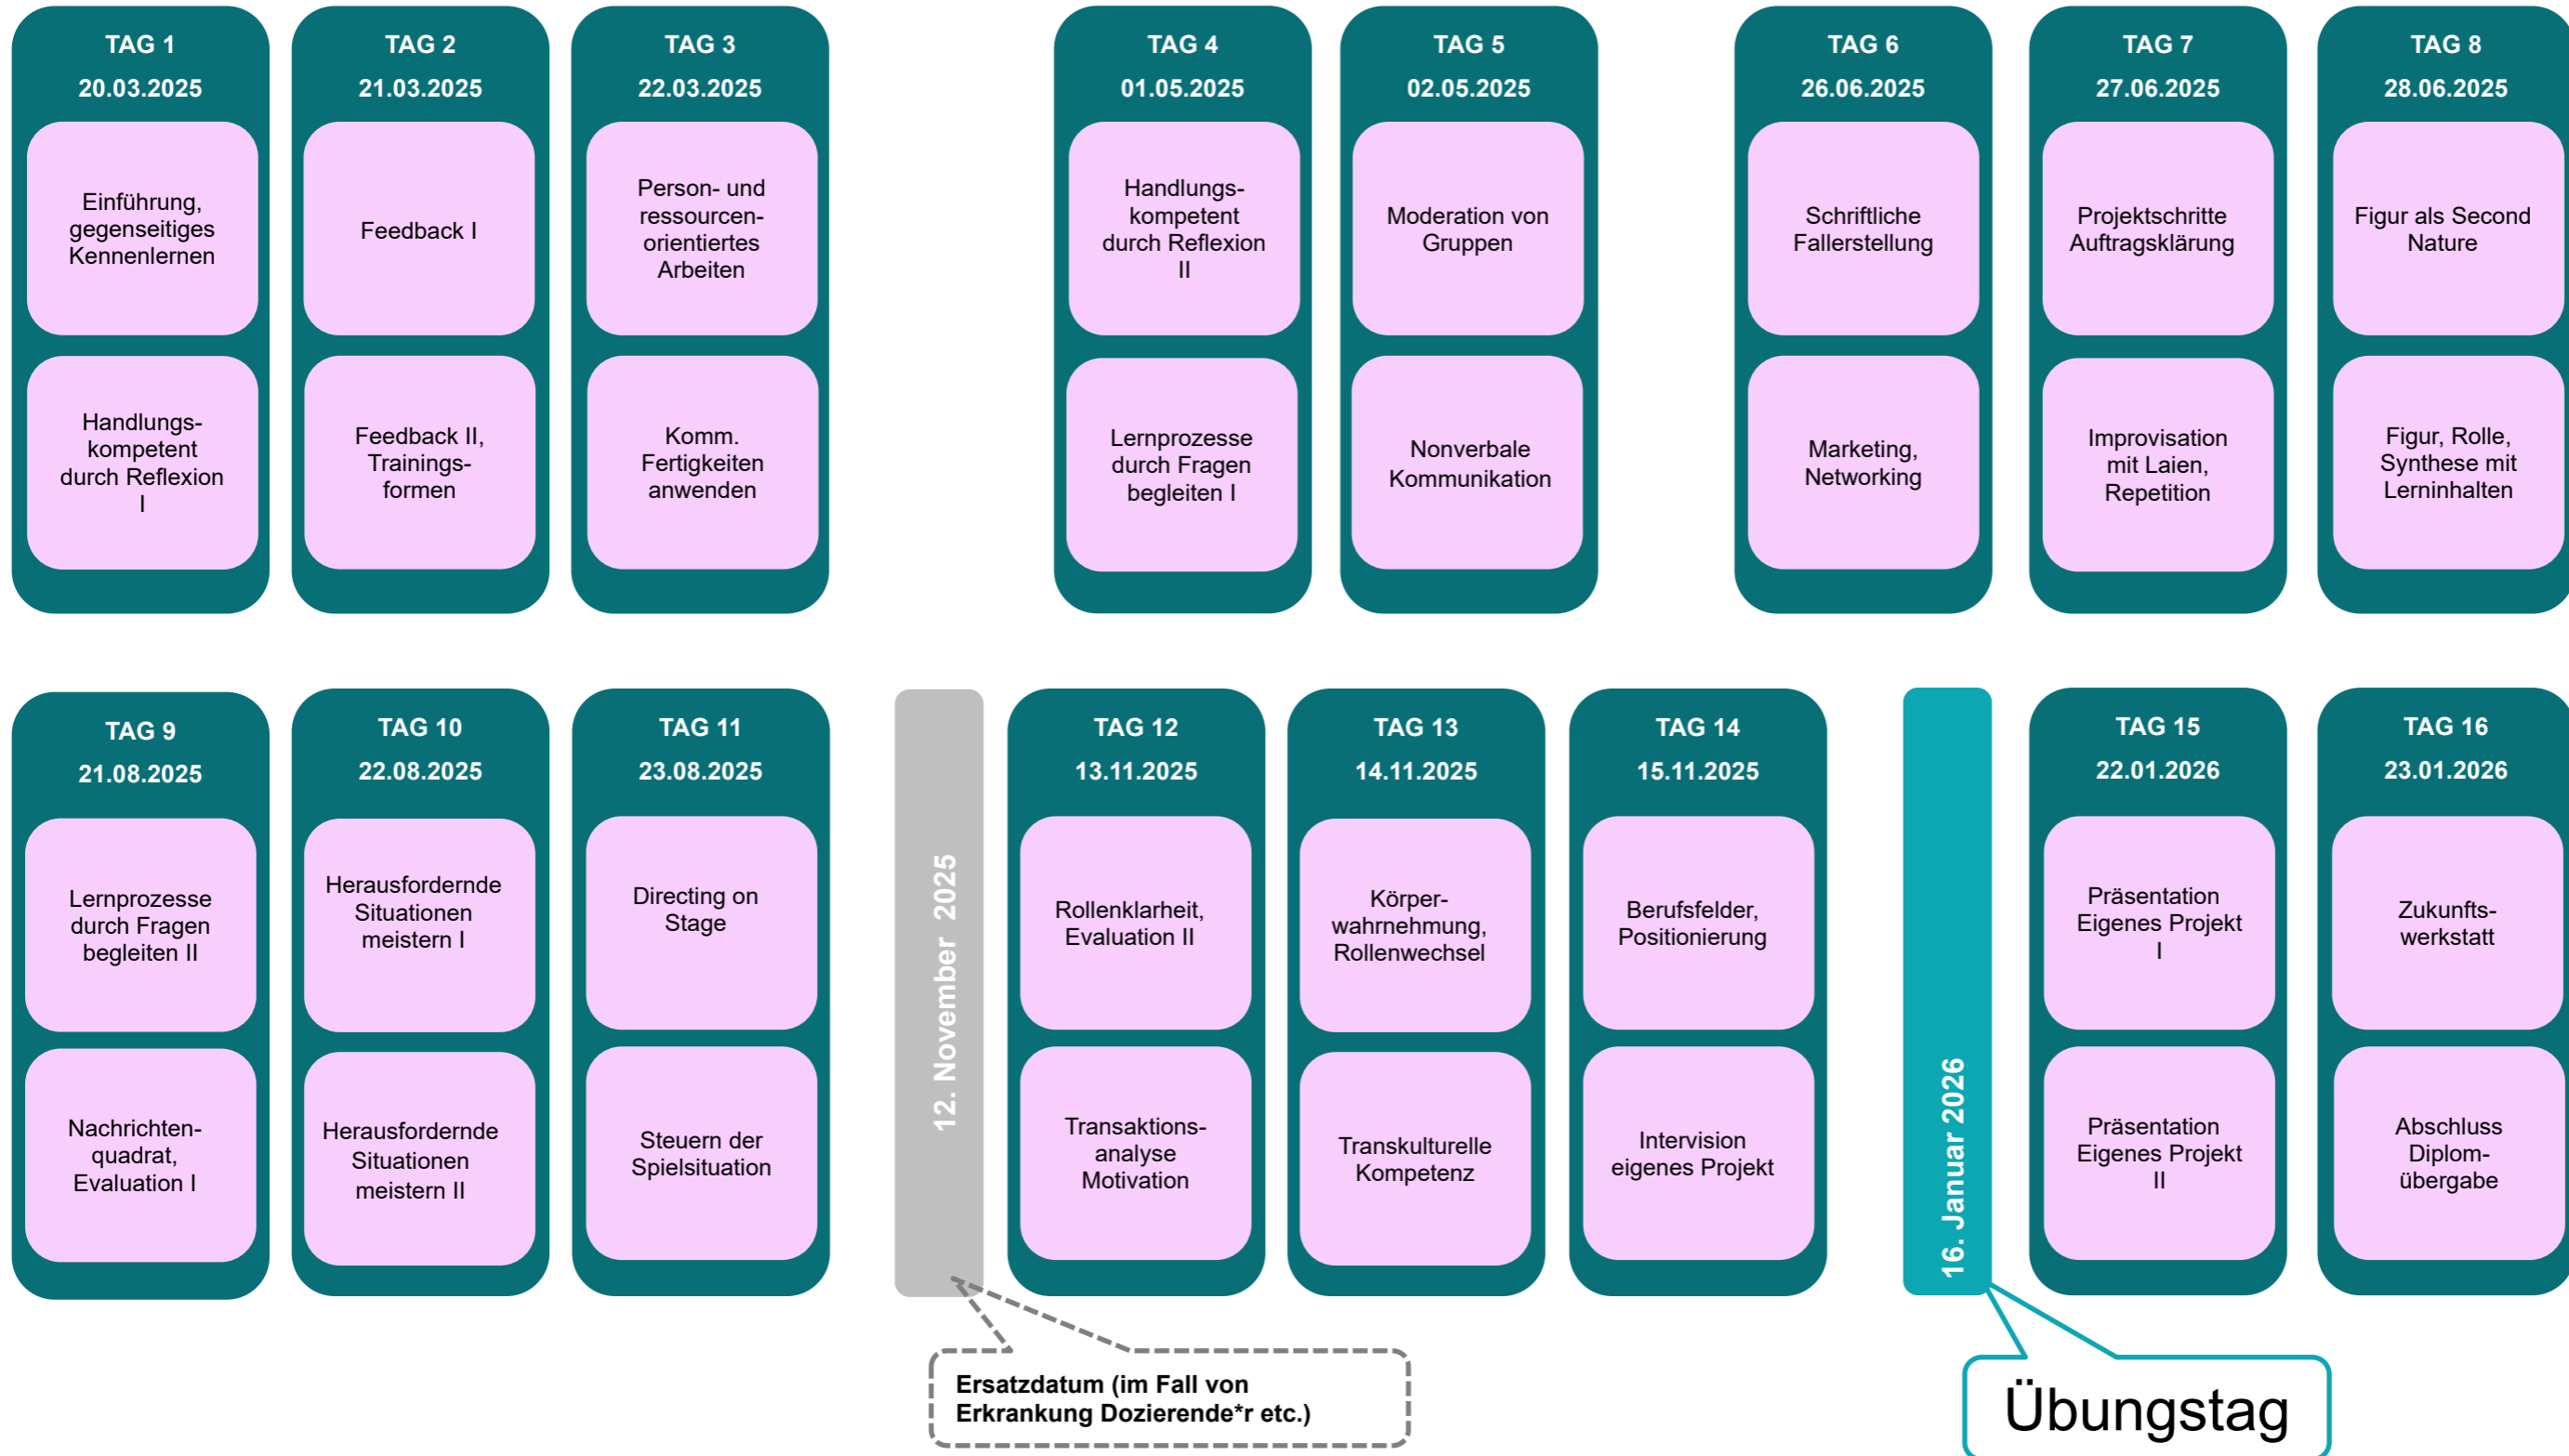 TAG 1
20.03.2025
Einführung,
gegenseitiges
Kennenlernen
Handlungs-
kompetent
durch Reflexion
I
TAG 2
21.03.2025
Feedback I
Feedback II,
Trainings-
formen
TAG 3
22.03.2025
Person- und
ressourcen-
orientiertes
Arbeiten
Komm.
Fertigkeiten
anwenden
TAG 4
01.05.2025
Handlungs-
kompetent
durch Reflexion
II
Lernprozesse
durch Fragen
begleiten I
TAG 5
02.05.2025
Moderation von
Gruppen
Nonverbale
Kommunikation
TAG 6
26.06.2025
Schriftliche
Fallerstellung
Marketing,
Networking
TAG 7
27.06.2025
Projektschritte
Auftragsklärung
Improvisation
mit Laien,
Repetition
TAG 8
28.06.2025
Figur als Second
Nature
Figur, Rolle,
Synthese mit
Lerninhalten
TAG 9
21.08.2025
Lernprozesse
durch Fragen
begleiten II
Nachrichten-
quadrat,
Evaluation I
TAG 10
22.08.2025
Herausfordernde
Situationen
meistern I
Herausfordernde
Situationen
meistern II
TAG 11
23.08.2025
Directing on
Stage
Steuern der
Spielsituation
12. November 2025
Ersatzdatum (im Fall von
Erkrankung Dozierende*r etc.)
TAG 12
13.11.2025
Rollenklarheit,
Evaluation II
Transaktions-
analyse
Motivation
TAG 13
14.11.2025
Körper-
wahrnehmung,
Rollenwechsel
Transkulturelle
Kompetenz
TAG 14
15.11.2025
Berufsfelder,
Positionierung
Intervision
eigenes Projekt
16. Januar 2026
Übungstag
TAG 15
22.01.2026
Präsentation
Eigenes Projekt
I
Präsentation
Eigenes Projekt
II
TAG 16
23.01.2026
Zukunfts-
werkstatt
Abschluss
Diplom-
übergabe